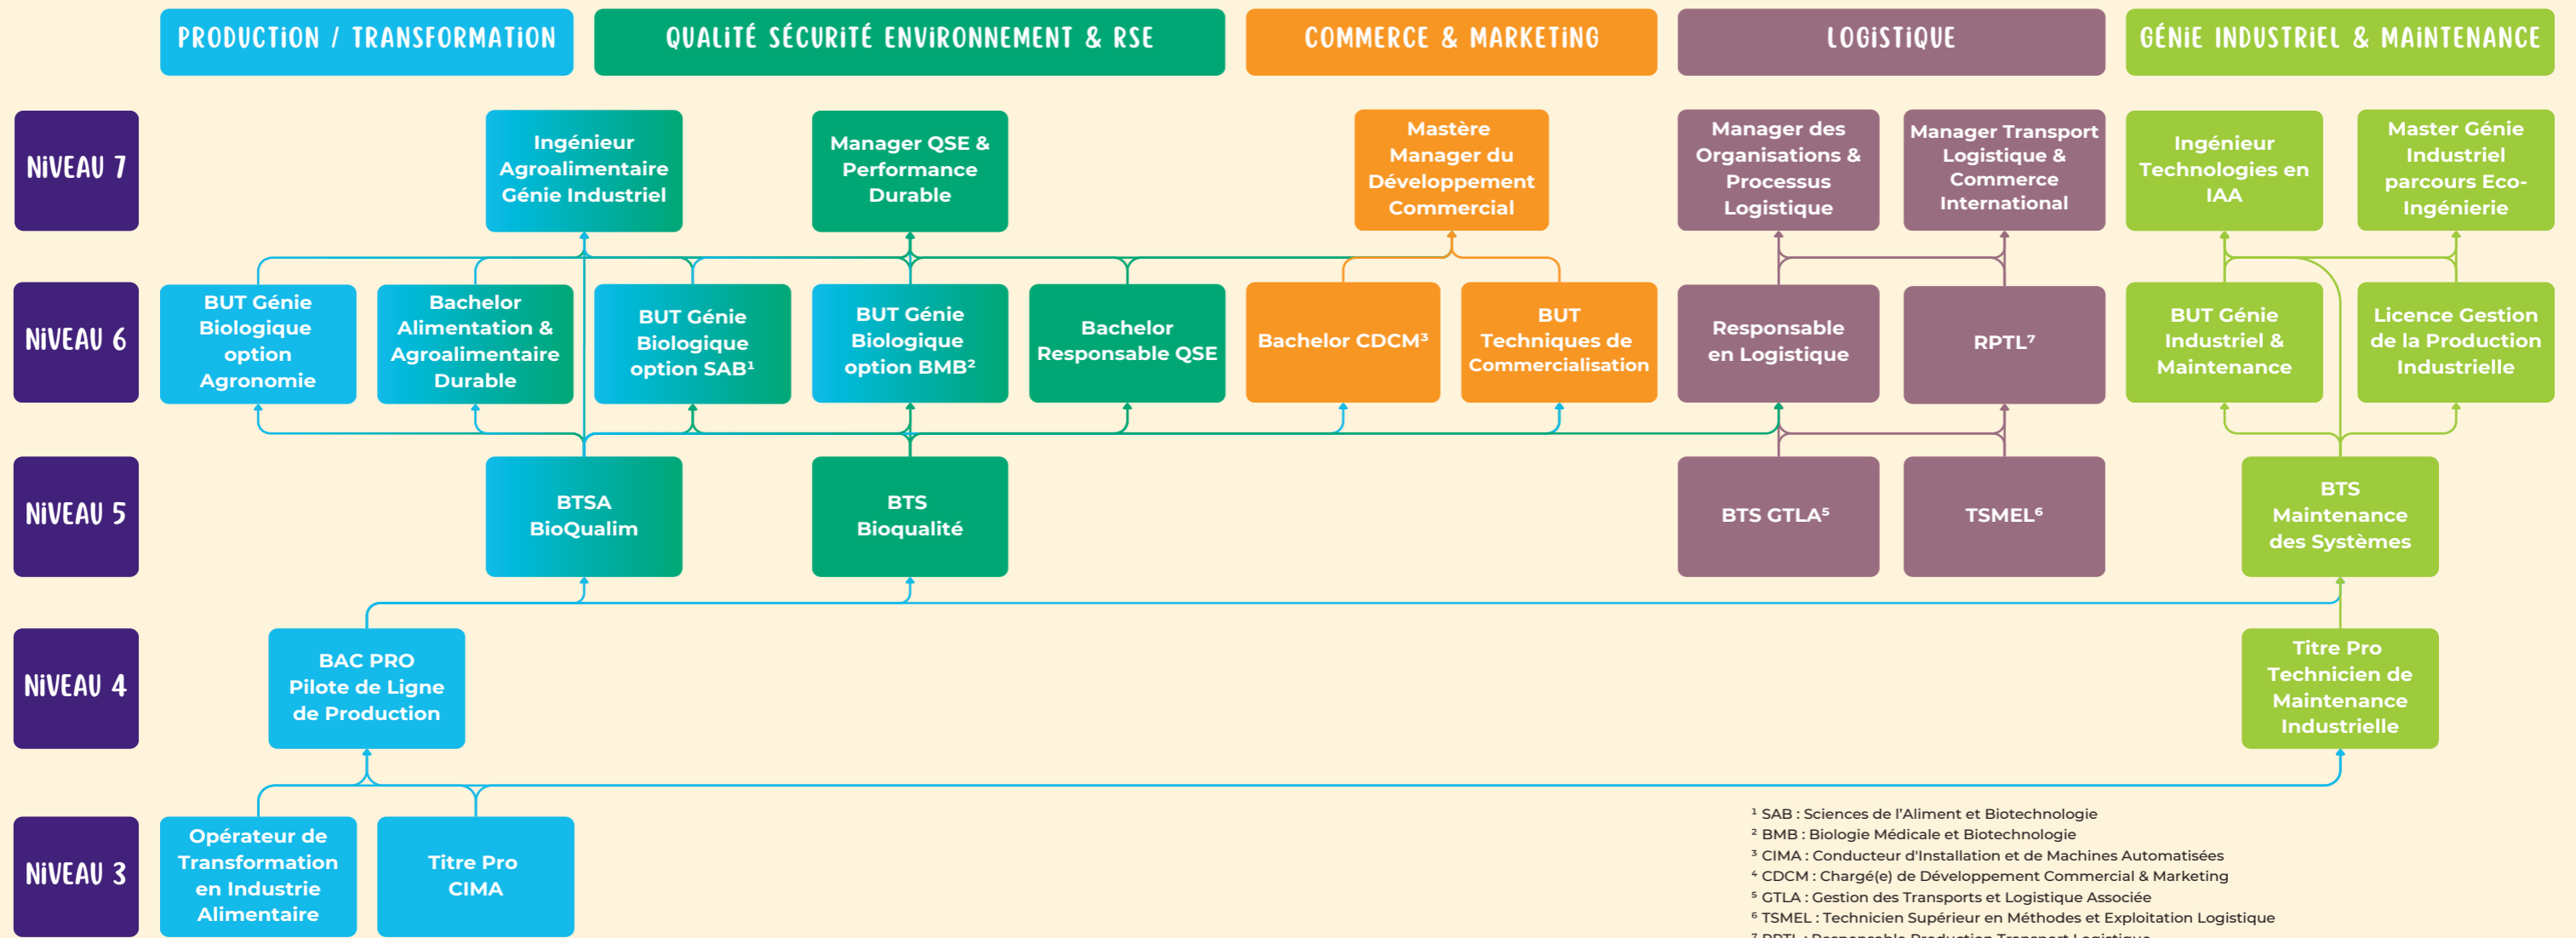 PRODUCTiON / TRANSFORMATiON
QUALiTÉ SÉCURiTÉ ENViRONNEMENT & RSE
COMMERCE & MARKETiNG
LOGiSTiQUE
GÉNiE INDUSTRiEL & MAiNTENANCE
NiVEAU 7
Ingénieur
Agroalimentaire
Génie Industriel
Manager QSE &
Performance
Durable
Mastère
Manager du
Développement
Commercial
Manager des
Organisations &
Processus
Logistique
Manager Transport
Logistique &
Commerce
International
Ingénieur
Technologies en
IAA
Master Génie
Industriel
parcours Eco-
Ingénierie
NiVEAU 6
BUT Génie
Biologique
option
Agronomie
Bachelor
Alimentation &
Agroalimentaire
Durable
BUT Génie
Biologique
option SAB¹
BUT Génie
Biologique
option BMB²
Bachelor
Responsable QSE
Bachelor CDCM³
BUT
Techniques de
Commercialisation
Responsable
en Logistique
RPTL⁷
BUT Génie
Industriel &
Maintenance
Licence Gestion
de la Production
Industrielle
NiVEAU 5
BTSA
BioQualim
BTS
Bioqualité
BTS GTLA⁵
TSMEL⁶
BTS
Maintenance
des Systèmes
NiVEAU 4
BAC PRO
Pilote de Ligne
de Production
Titre Pro
Technicien de
Maintenance
Industrielle
NiVEAU 3
Opérateur de
Transformation
en Industrie
Alimentaire
Titre Pro
CIMA
¹ SAB : Sciences de l'Aliment et Biotechnologie
² BMB : Biologie Médicale et Biotechnologie
³ CIMA : Conducteur d'Installation et de Machines Automatisées
⁴ CDCM : Chargé(e) de Développement Commercial & Marketing
⁵ GTLA : Gestion des Transports et Logistique Associée
⁶ TSMEL : Technicien Supérieur en Méthodes et Exploitation Logistique
⁷ RPTL : Responsable Production Transport Logistique